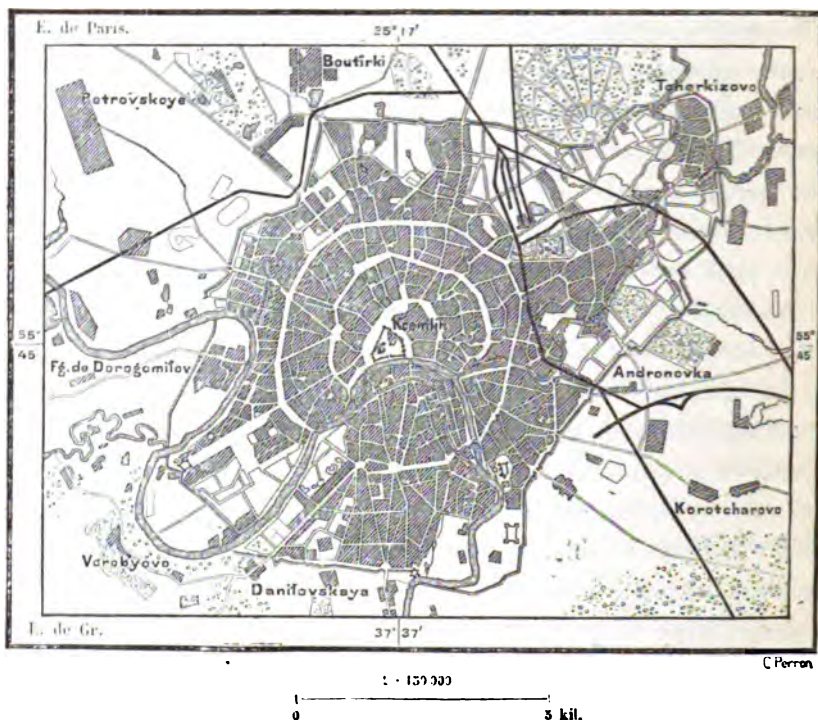 E. de Paris.
25° 17'
Boutirki
Petrovskoye
Tcherkizovo
Kremlin
55°
45
55°
45
Fg. de Dorogomilov
Andronovka
Korotcharovo
Vorobyovo
Danilovskaya
E. de Gr.
37° 37'
C Perron
0
kil.